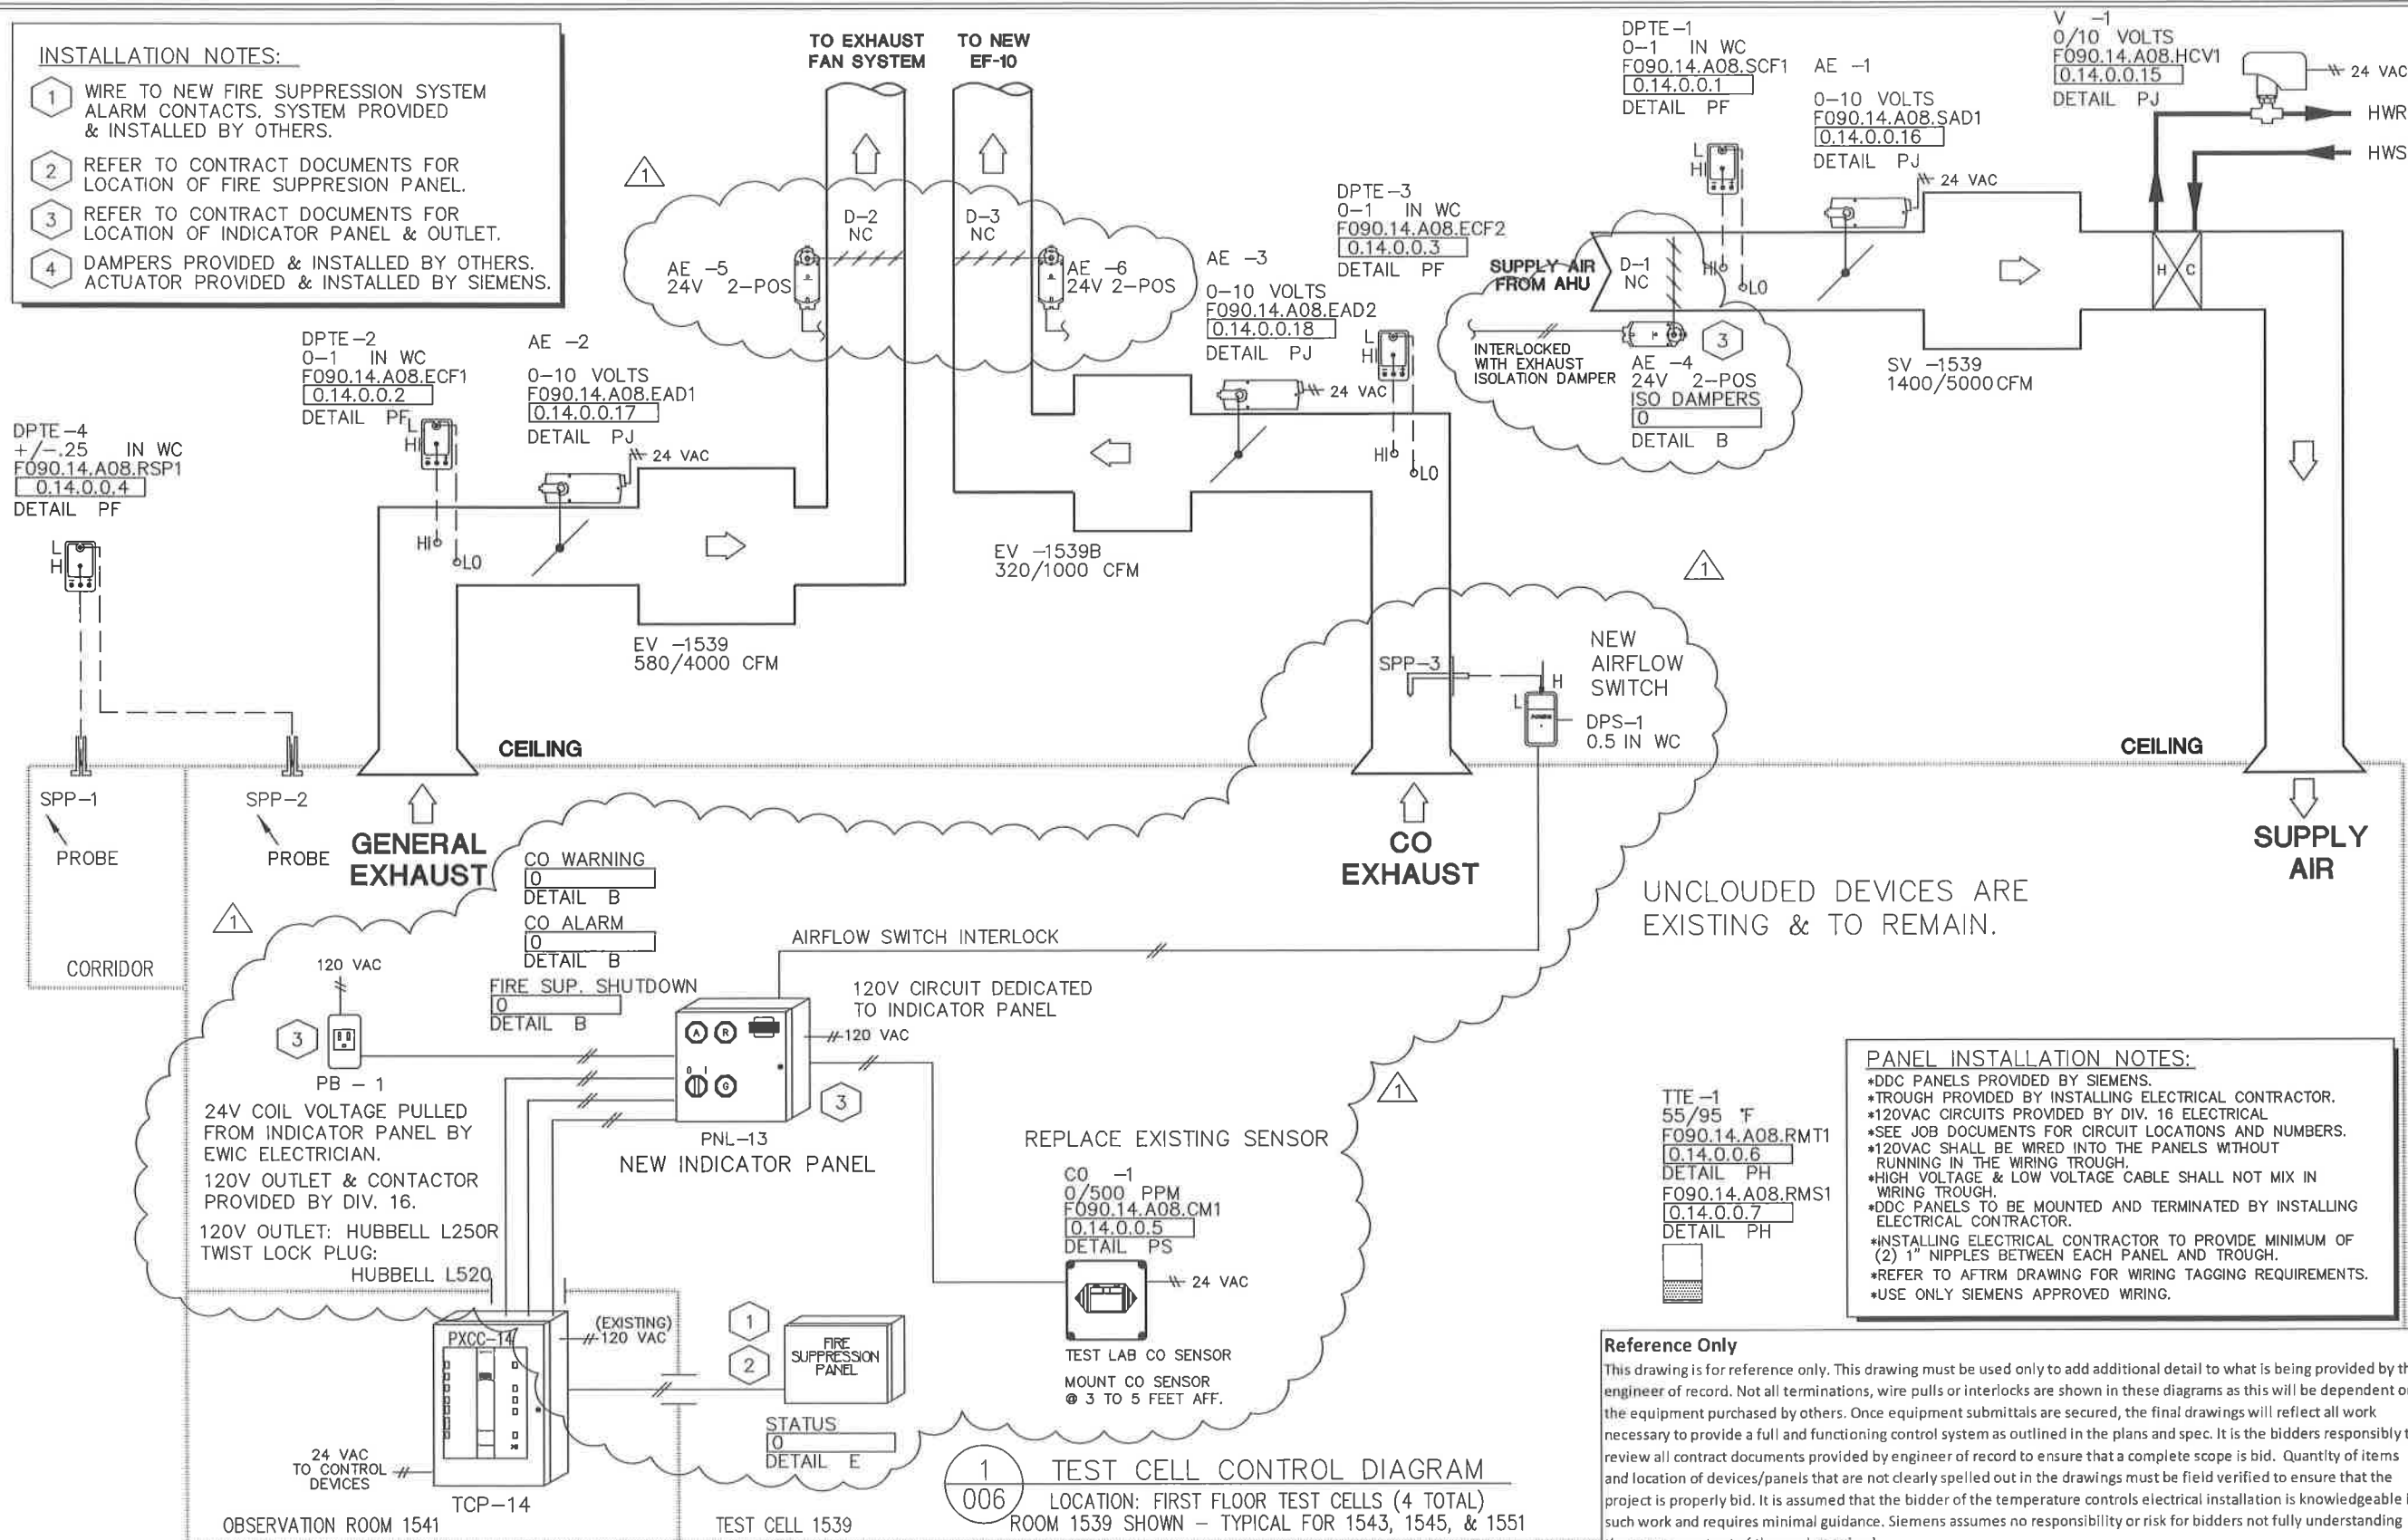 INSTALLATION NOTES:
1
WIRE TO NEW FIRE SUPPRESSION SYSTEM
ALARM CONTACTS. SYSTEM PROVIDED
& INSTALLED BY OTHERS.
2
REFER TO CONTRACT DOCUMENTS FOR
LOCATION OF FIRE SUPPRESION PANEL.
3
REFER TO CONTRACT DOCUMENTS FOR
LOCATION OF INDICATOR PANEL & OUTLET.
4
DAMPERS PROVIDED & INSTALLED BY OTHERS.
ACTUATOR PROVIDED & INSTALLED BY SIEMENS.
TO EXHAUST
FAN SYSTEM
TO NEW
EF-10
DPTE-1
0-1 IN WC
F090.14.A08.SCF1
0.14.0.0.1
DETAIL PF
L
HI
HI
LO
AE -1
0-10 VOLTS
F090.14.A08.SAD1
0.14.0.0.16
DETAIL PJ
24 VAC
V -1
0/10 VOLTS
F090.14.A08.HCV1
0.14.0.0.15
DETAIL PJ
24 VAC
HWR
HWS
H C
1
D-2
NC
D-3
NC
AE -5
24V 2-POS
AE -6
24V 2-POS
AE -3
0-10 VOLTS
F090.14.A08.EAD2
0.14.0.0.18
DETAIL PJ
24 VAC
DPTE-3
0-1 IN WC
F090.14.A08.ECF2
0.14.0.0.3
DETAIL PF
L
HI
HI
LO
SUPPLY AIR
FROM AHU
D-1
NC
INTERLOCKED
WITH EXHAUST
ISOLATION DAMPER
3
AE -4
24V 2-POS
ISO DAMPERS
0
DETAIL B
SV -1539
1400/5000 CFM
DPTE-2
0-1 IN WC
F090.14.A08.ECF1
0.14.0.0.2
DETAIL PF
L
HI
HI
LO
AE -2
0-10 VOLTS
F090.14.A08.EAD1
0.14.0.0.17
DETAIL PJ
24 VAC
DPTE-4
+/-.25 IN WC
F090.14.A08.RSP1
0.14.0.0.4
DETAIL PF
L
H
EV -1539
580/4000 CFM
EV -1539B
320/1000 CFM
1
SPP-3
H
L
NEW
AIRFLOW
SWITCH
DPS-1
0.5 IN WC
CEILING
CEILING
SPP-1
PROBE
SPP-2
PROBE
GENERAL
EXHAUST
CO
EXHAUST
SUPPLY
AIR
CORRIDOR
1
CO WARNING
0
DETAIL B
CO ALARM
0
DETAIL B
FIRE SUP. SHUTDOWN
0
DETAIL B
AIRFLOW SWITCH INTERLOCK
UNCLOUDED DEVICES ARE
EXISTING & TO REMAIN.
120 VAC
3
PB - 1
24V COIL VOLTAGE PULLED
FROM INDICATOR PANEL BY
EWIC ELECTRICIAN.
120V OUTLET & CONTACTOR
PROVIDED BY DIV. 16.
120V OUTLET: HUBBELL L250R
TWIST LOCK PLUG:
HUBBELL L520
A R
0 I
G
120V CIRCUIT DEDICATED
TO INDICATOR PANEL
120 VAC
3
PNL-13
NEW INDICATOR PANEL
1
REPLACE EXISTING SENSOR
CO -1
0/500 PPM
F090.14.A08.CM1
0.14.0.0.5
DETAIL PS
24 VAC
TEST LAB CO SENSOR
MOUNT CO SENSOR
@ 3 TO 5 FEET AFF.
TTE-1
55/95 °F
F090.14.A08.RMT1
0.14.0.0.6
DETAIL PH
F090.14.A08.RMS1
0.14.0.0.7
DETAIL PH
PANEL INSTALLATION NOTES:
*DDC PANELS PROVIDED BY SIEMENS.
*TROUGH PROVIDED BY INSTALLING ELECTRICAL CONTRACTOR.
*120VAC CIRCUITS PROVIDED BY DIV. 16 ELECTRICAL
*SEE JOB DOCUMENTS FOR CIRCUIT LOCATIONS AND NUMBERS.
*120VAC SHALL BE WIRED INTO THE PANELS WITHOUT
RUNNING IN THE WIRING TROUGH.
*HIGH VOLTAGE & LOW VOLTAGE CABLE SHALL NOT MIX IN
WIRING TROUGH.
*DDC PANELS TO BE MOUNTED AND TERMINATED BY INSTALLING
ELECTRICAL CONTRACTOR.
*INSTALLING ELECTRICAL CONTRACTOR TO PROVIDE MINIMUM OF
(2) 1" NIPPLES BETWEEN EACH PANEL AND TROUGH.
*REFER TO AFTRM DRAWING FOR WIRING TAGGING REQUIREMENTS.
*USE ONLY SIEMENS APPROVED WIRING.
PXCC-14
(EXISTING)
120 VAC
24 VAC
TO CONTROL
DEVICES
TCP-14
1
2
FIRE
SUPPRESSION
PANEL
STATUS
0
DETAIL E
OBSERVATION ROOM 1541
TEST CELL 1539
1
006
TEST CELL CONTROL DIAGRAM
LOCATION: FIRST FLOOR TEST CELLS (4 TOTAL)
ROOM 1539 SHOWN - TYPICAL FOR 1543, 1545, & 1551
Reference Only
This drawing is for reference only. This drawing must be used only to add additional detail to what is being provided by th
engineer of record. Not all terminations, wire pulls or interlocks are shown in these diagrams as this will be dependent o
the equipment purchased by others. Once equipment submittals are secured, the final drawings will reflect all work
necessary to provide a full and functioning control system as outlined in the plans and spec. It is the bidders responsibly t
review all contract documents provided by engineer of record to ensure that a complete scope is bid. Quantity of items
and location of devices/panels that are not clearly spelled out in the drawings must be field verified to ensure that the
project is properly bid. It is assumed that the bidder of the temperature controls electrical installation is knowledgeable i
such work and requires minimal guidance. Siemens assumes no responsibility or risk for bidders not fully understanding